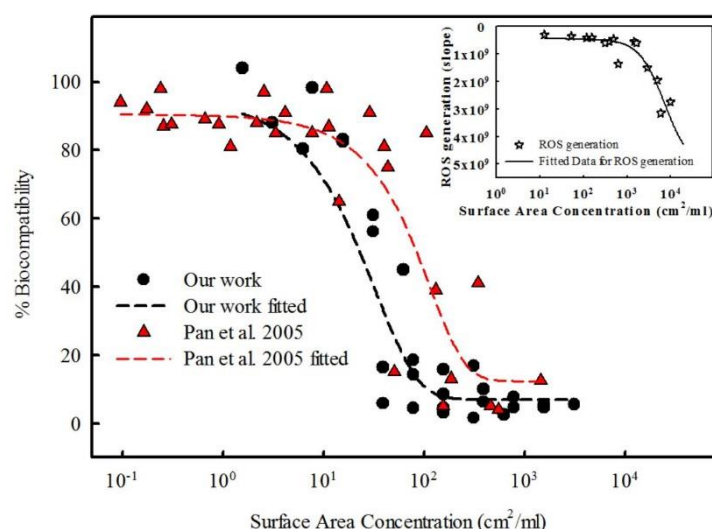 100
80
60
40
20
0
% Biocompatibility
Our work
Our work fitted
Pan et al. 2005
Pan et al. 2005 fitted
10⁻¹ 10⁰ 10¹ 10² 10³ 10⁴
Surface Area Concentration (cm²/ml)
0
1x10⁹
2x10⁹
3x10⁹
4x10⁹
5x10⁹
ROS generation (slope)
ROS generation
Fitted Data for ROS generation
10⁰ 10¹ 10² 10³ 10⁴ 10⁵
Surface Area Concentration (cm²/ml)